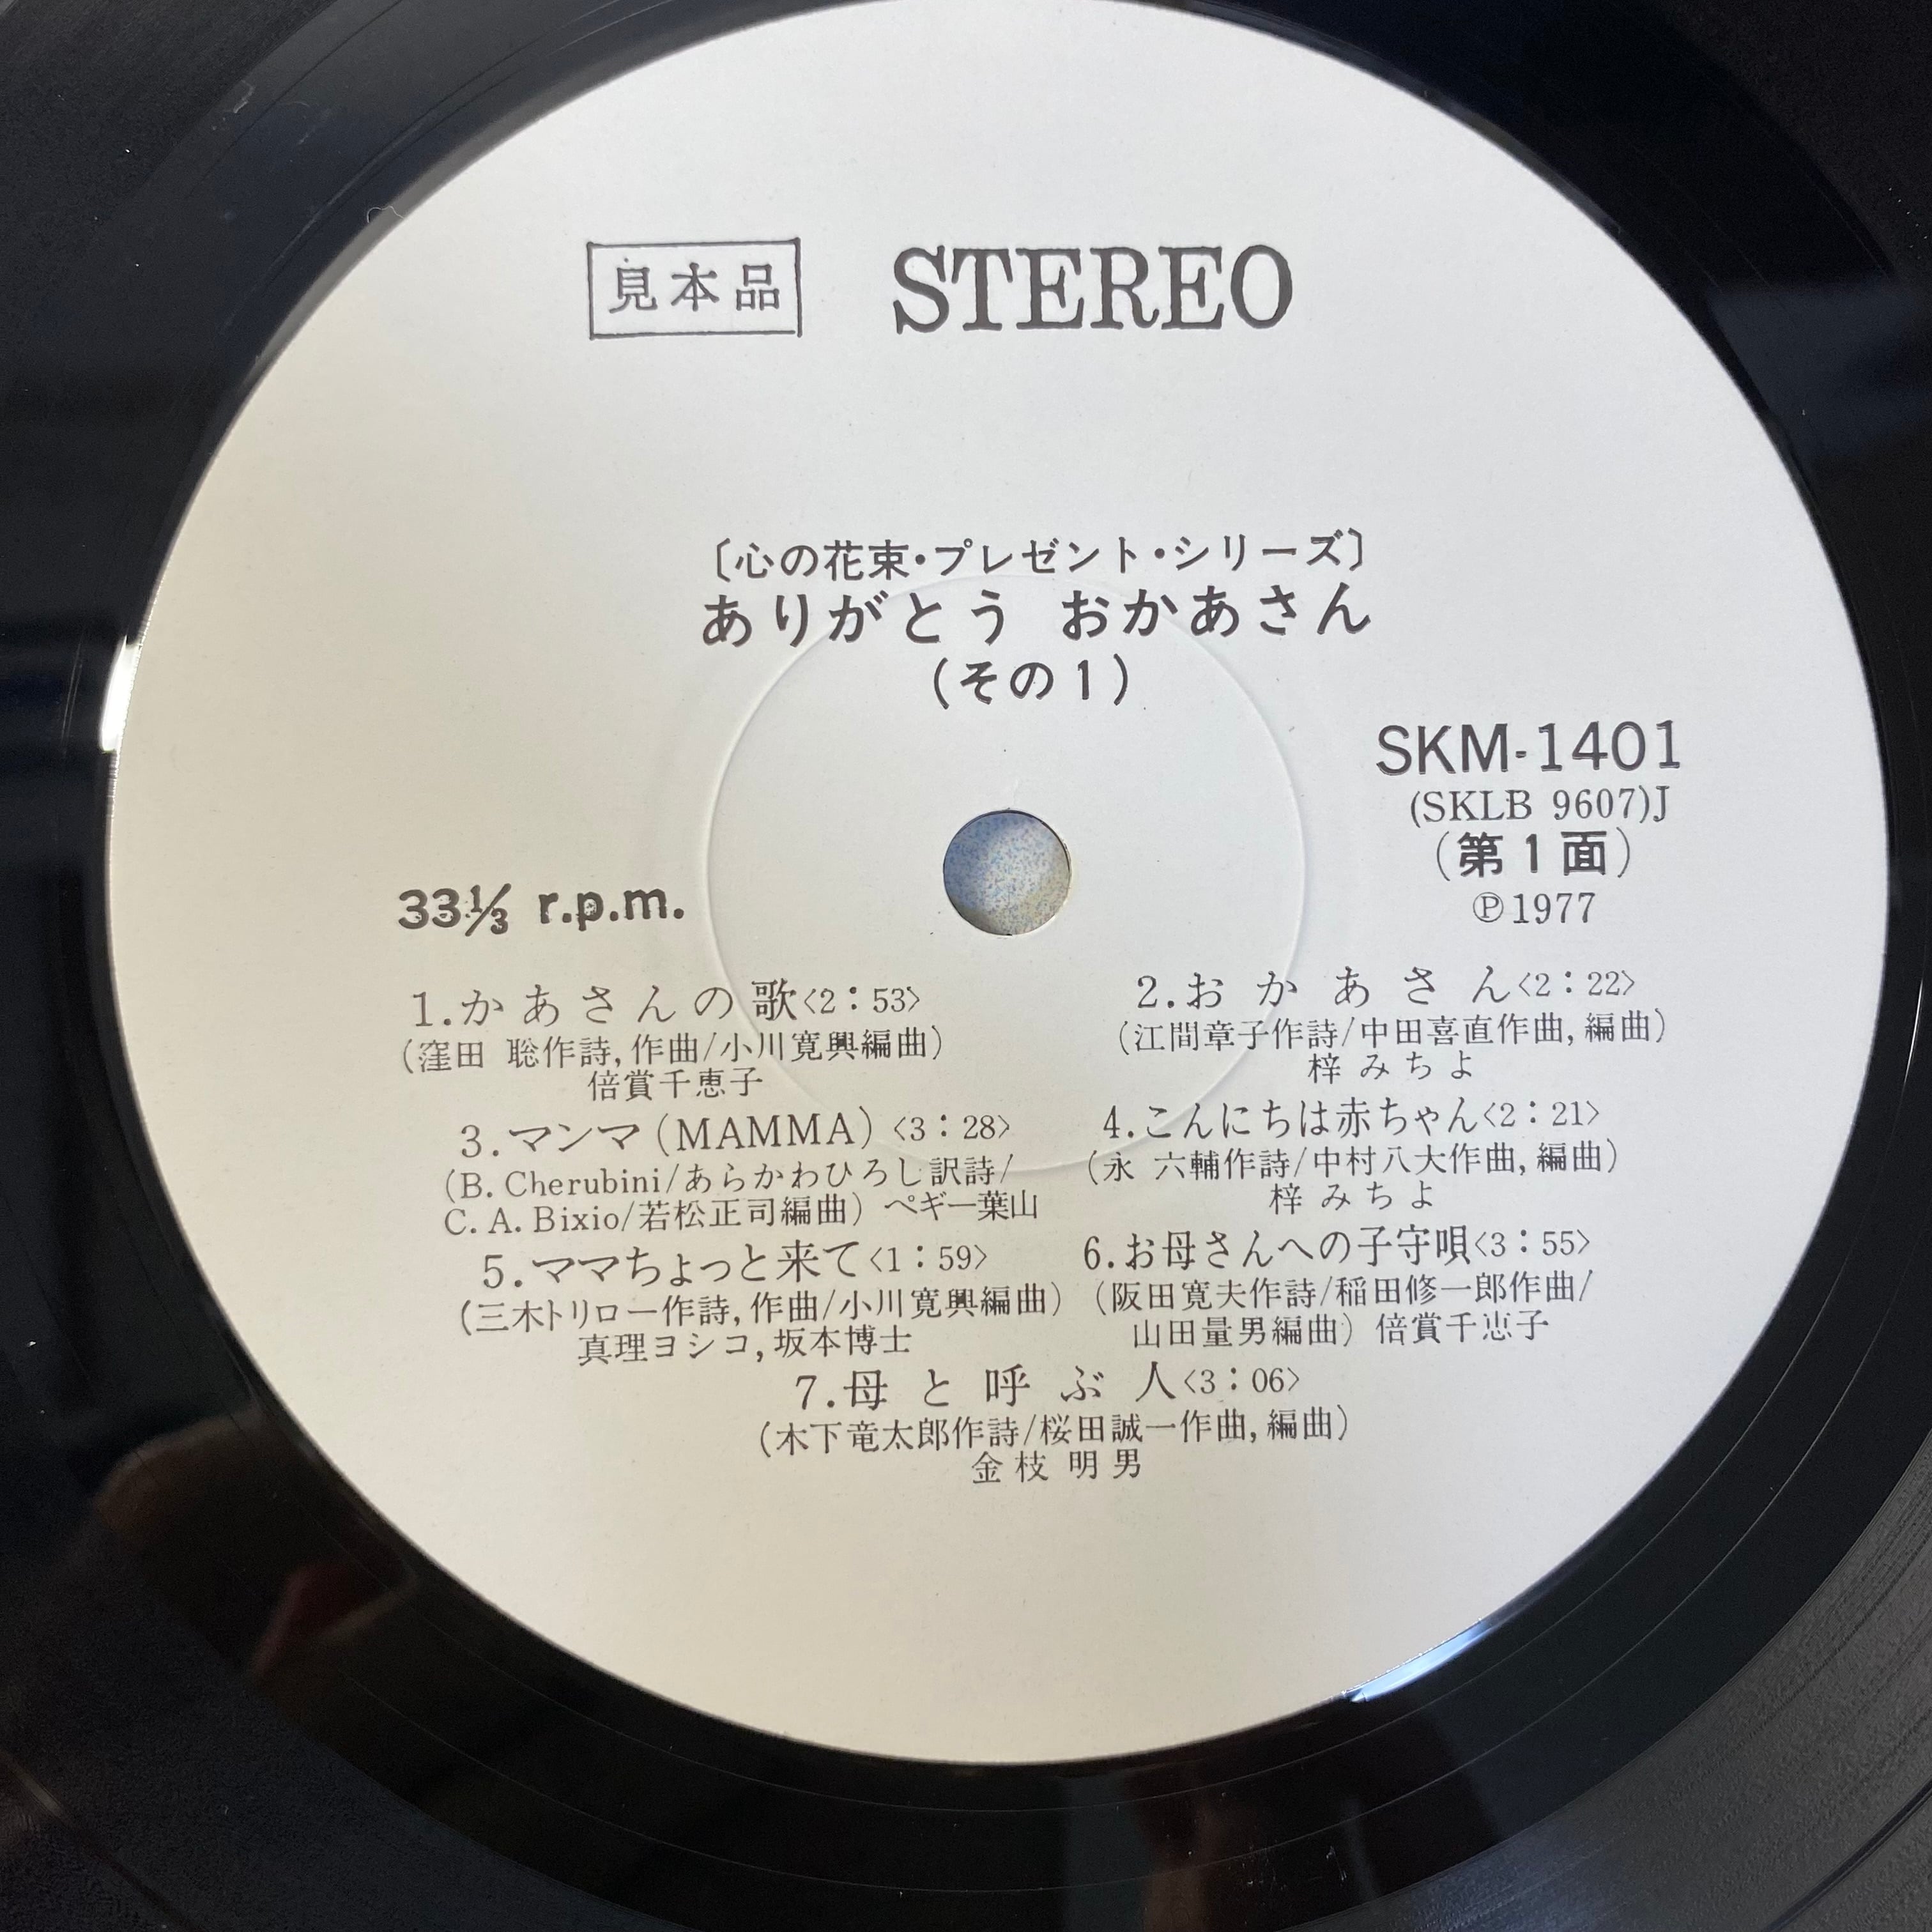 見本品 STEREO
〔心の花束・プレゼント・シリーズ〕
ありがとう おかあさん
(その1)
SKM-1401
(SKLB 9607)J
(第1面)
Ⓟ1977
33⅓ r.p.m.
1.かあさんの歌〈2:53〉
(窪田 聡作詩,作曲/小川寛興編曲)
倍賞千恵子
2.おかあさん〈2:22〉
(江間章子作詩/中田喜直作曲,編曲)
梓みちよ
3.マンマ(MAMMA)〈3:28〉
(B. Cherubini/あらかわひろし訳詩/
C. A. Bixio/若松正司編曲) ペギー葉山
4.こんにちは赤ちゃん〈2:21〉
(永 六輔作詩/中村八大作曲,編曲)
梓みちよ
5.ママちょっと来て〈1:59〉
(三木トリロー作詩,作曲/小川寛興編曲)
真理ヨシコ,坂本博士
6.お母さんへの子守唄〈3:55〉
(阪田寛夫作詩/稲田修一郎作曲/
山田量男編曲) 倍賞千恵子
7.母と呼ぶ人〈3:06〉
(木下竜太郎作詩/桜田誠一作曲,編曲)
金枝明男